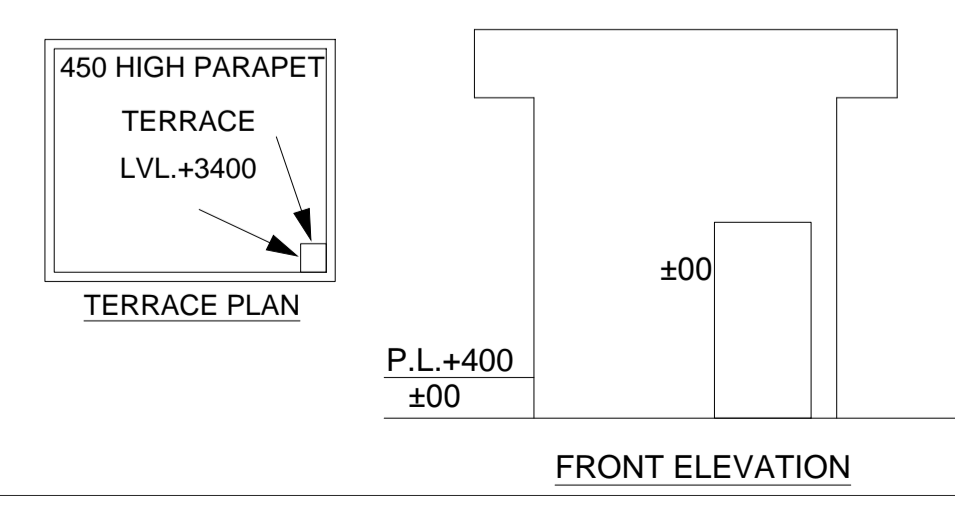 450 HIGH PARAPET
TERRACE
LVL.+3400
TERRACE PLAN
±00
P.L.+400
±00
FRONT ELEVATION